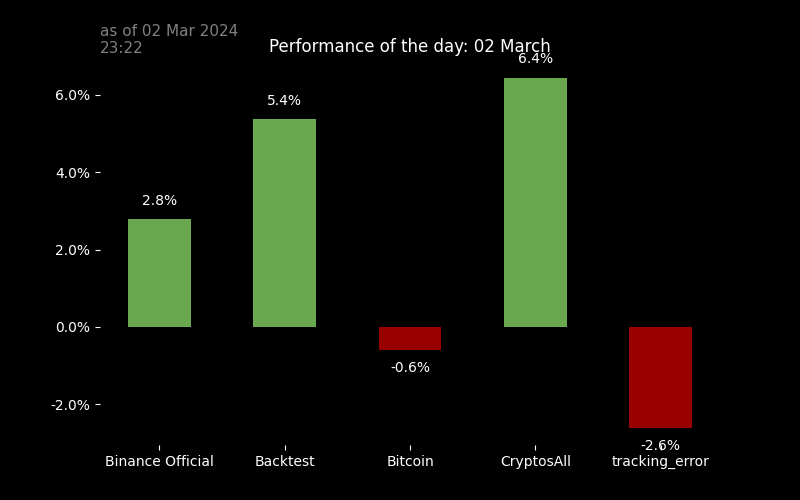 as of 02 Mar 2024
23:22
Performance of the day: 02 March
6.4%
6.0%
5.4%
4.0%
2.8%
2.0%
0.0%
-0.6%
-2.0%
-2.6%
Binance Official
Backtest
Bitcoin
CryptosAll
tracking_error